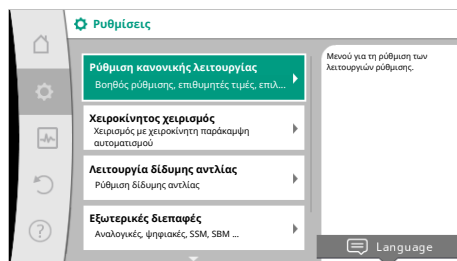 Ρυθμίσεις
Ρύθμιση κανονικής λειτουργίας
Βοηθός ρύθμισης, επιθυμητές τιμές, επιλ...
Χειροκίνητος χειρισμός
Χειρισμός με χειροκίνητη παράκαμψη
αυτοματισμού
Λειτουργία δίδυμης αντλίας
Ρύθμιση δίδυμης αντλίας
Εξωτερικές διεπαφές
Αναλογικές, ψηφιακές, SSM, SBM ...
Μενού για τη ρύθμιση των
λειτουργιών ρύθμισης.
Language